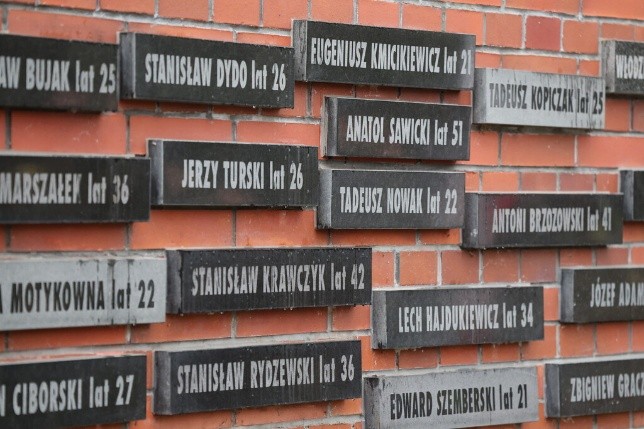 EUGENIUSZ KMICIKIEWICZ lat 21
AW BUJAK lat 25
STANISŁAW DYDO lat 26
TADEUSZ KOPICZAK lat 25
ANATOL SAWICKI lat 51
JERZY TURSKI lat 26
MARSZAŁEK lat 36
TADEUSZ NOWAK lat 22
ANTONI BRZOZOWSKI lat 41
STANISŁAW KRAWCZYK lat 42
A MOTYKOWNA lat 22
JÓZEF ADAM
LECH HAJDUKIEWICZ lat 34
STANISŁAW RYDZEWSKI lat 36
N CIBORSKI lat 27
ZBIGNIEW GRAC
EDWARD SZEMBERSKI lat 21